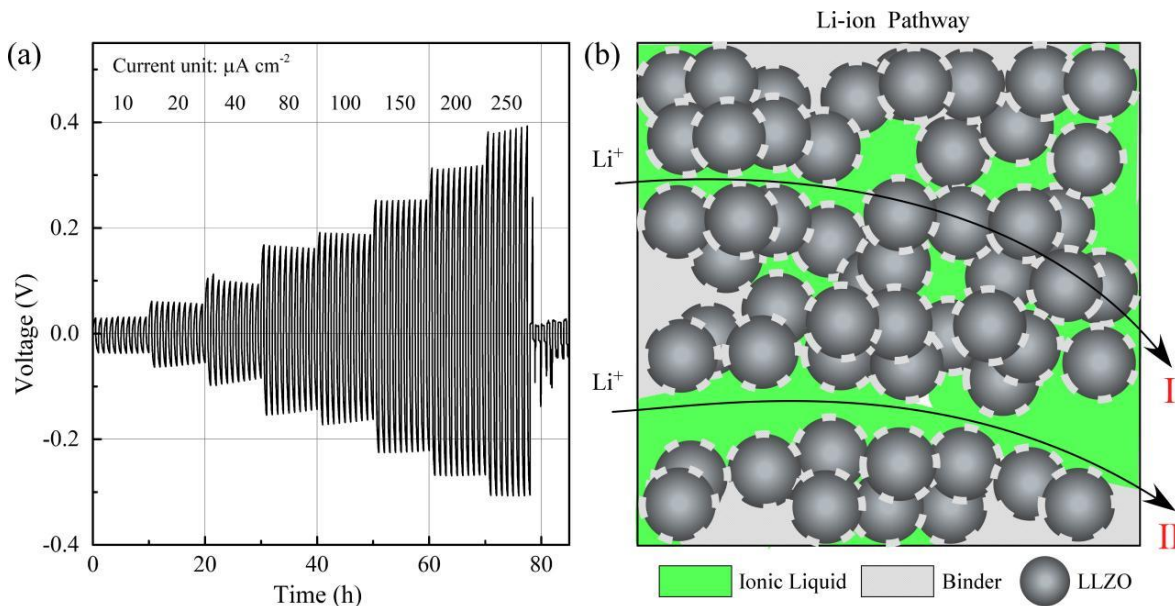 (a)
Current unit: μA cm⁻²
10 20 40 80 100 150 200 250
0.4
0.2
0.0
-0.2
-0.4
Voltage (V)
0 20 40 60 80
Time (h)
Li-ion Pathway
(b)
Li⁺
Li⁺
I
II
Ionic Liquid Binder LLZO